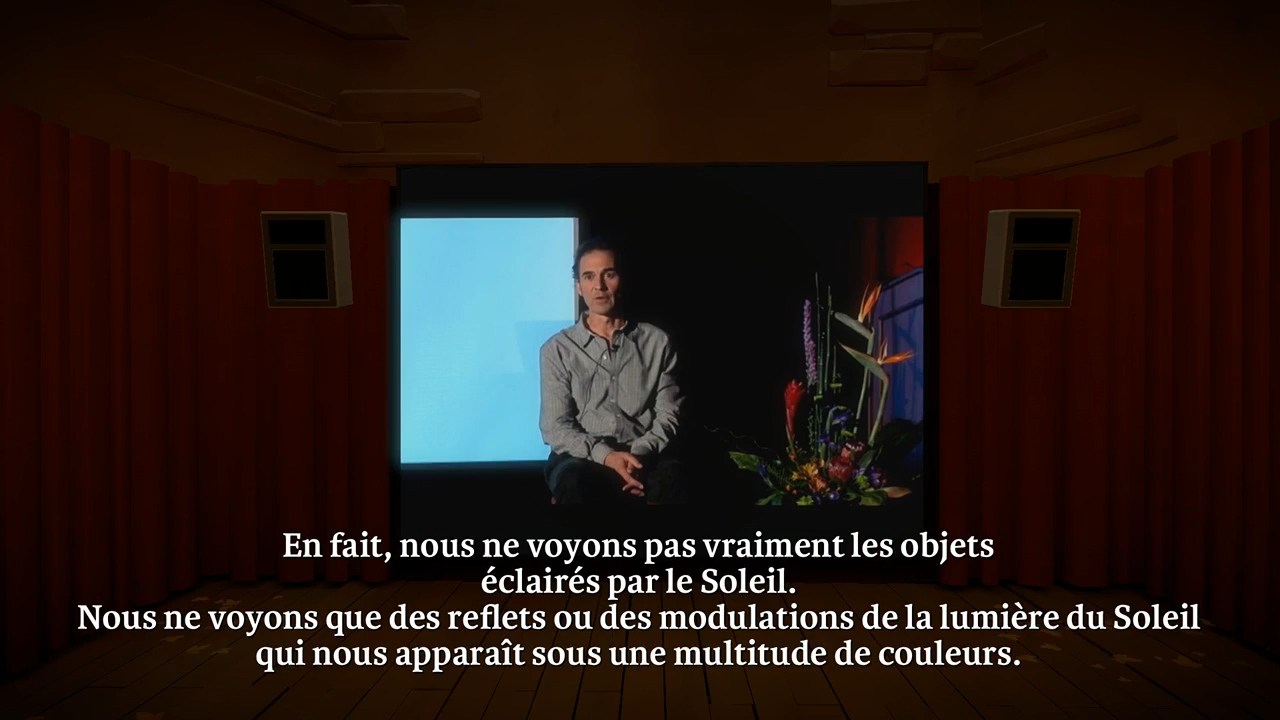 En fait, nous ne voyons pas vraiment les objets
éclairés par le Soleil.
Nous ne voyons que des reflets ou des modulations de la lumière du Soleil
qui nous apparaît sous une multitude de couleurs.